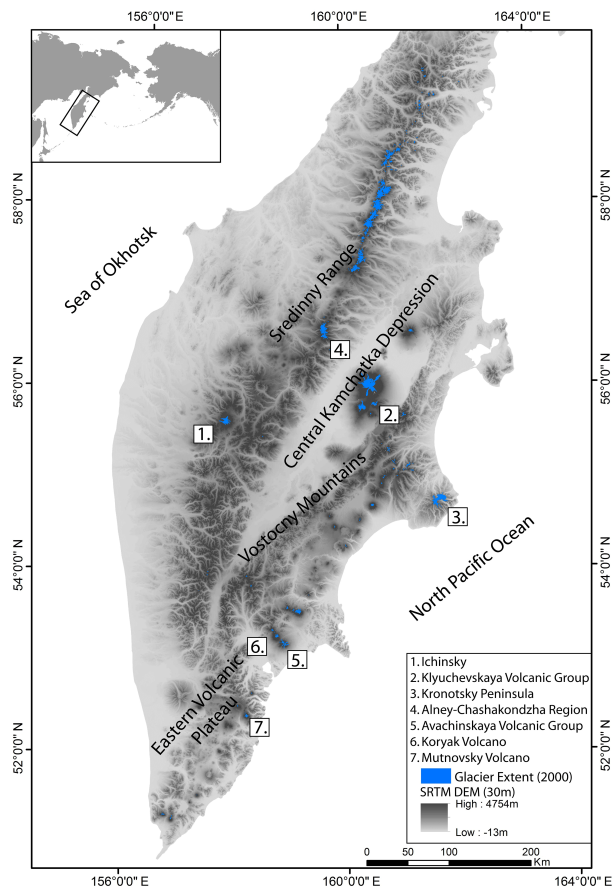 156°0'0" E 160°0'0" E 164°0'0" E
58°0'0" N
56°0'0" N
54°0'0" N
52°0'0" N
58°0'0" N
56°0'0" N
54°0'0" N
52°0'0" N
Sea of Okhotsk
Sredinny Range
4.
Central Kamchatka Depression
1.
2.
Vostocny Mountains
3.
North Pacific Ocean
6.
5.
Eastern Volcanic
Plateau
7.
1. Ichinsky
2. Klyuchevskaya Volcanic Group
3. Kronotsky Peninsula
4. Alney-Chashakondzha Region
5. Avachinskaya Volcanic Group
6. Koryak Volcano
7. Mutnovsky Volcano
Glacier Extent (2000)
SRTM DEM (30m)
High : 4754m
Low : -13m
0 50 100 200
Km
156°0'0" E 160°0'0" E 164°0'0" E